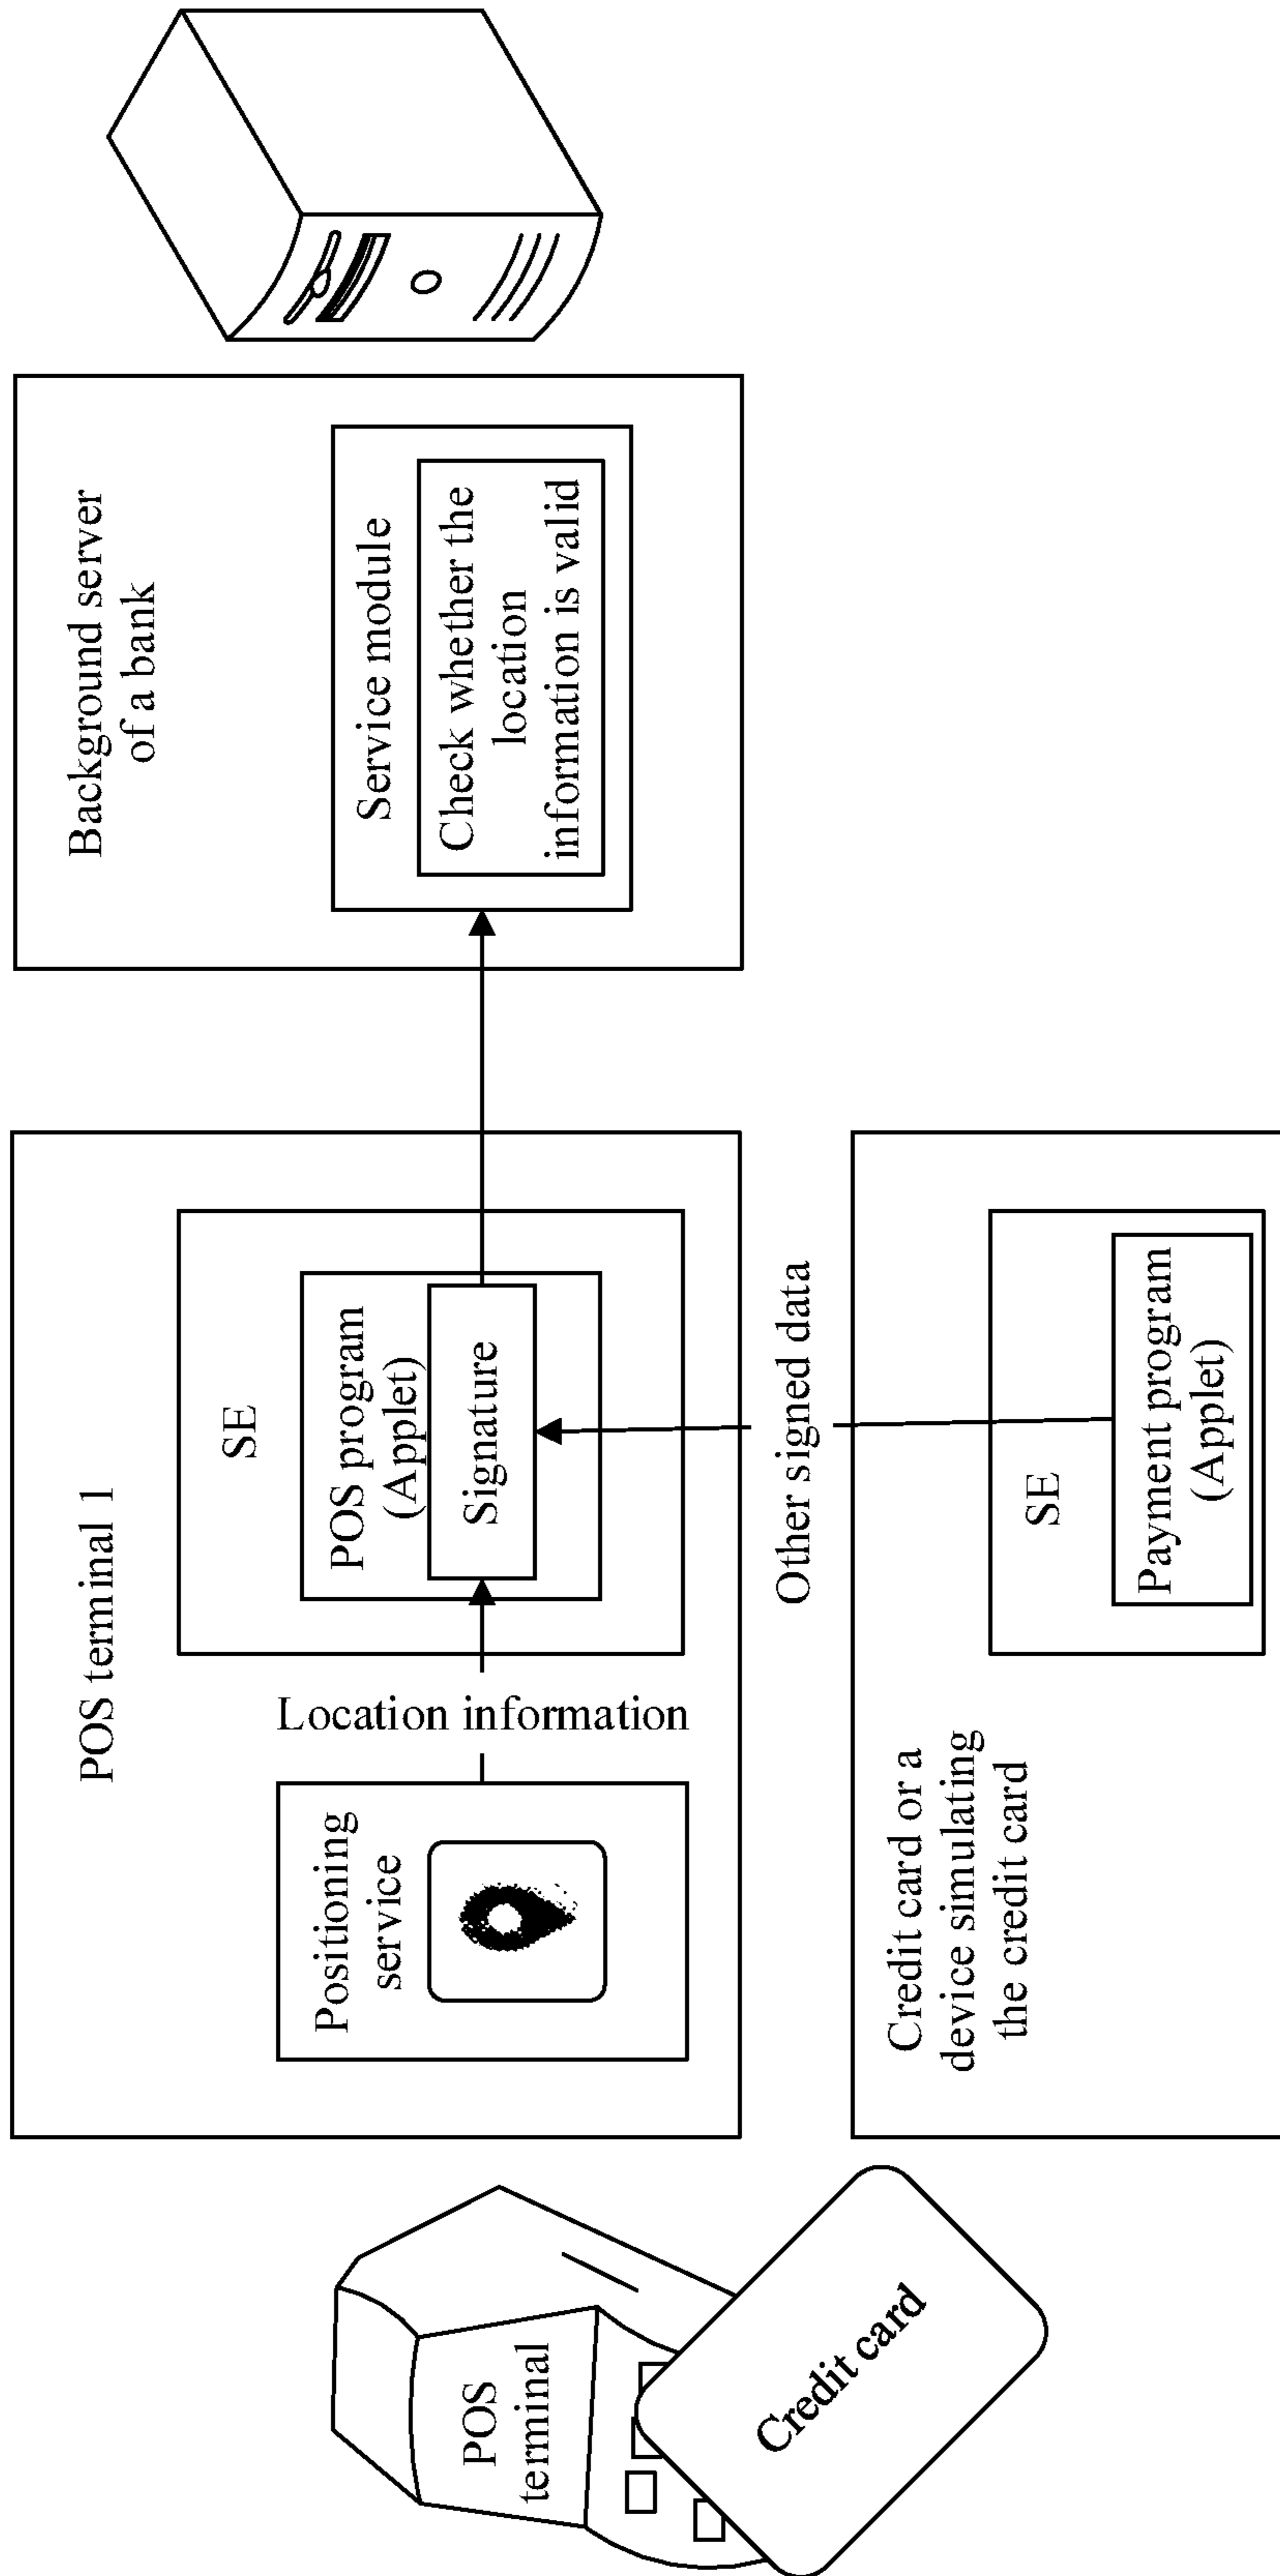 POS
terminal
Credit card
POS terminal 1
Positioning
service
Location information
SE
POS program
(Applet)
Signature
Other signed data
Credit card or a
device simulating
the credit card
SE
Payment program
(Applet)
Background server
of a bank
Service module
Check whether the
location
information is valid